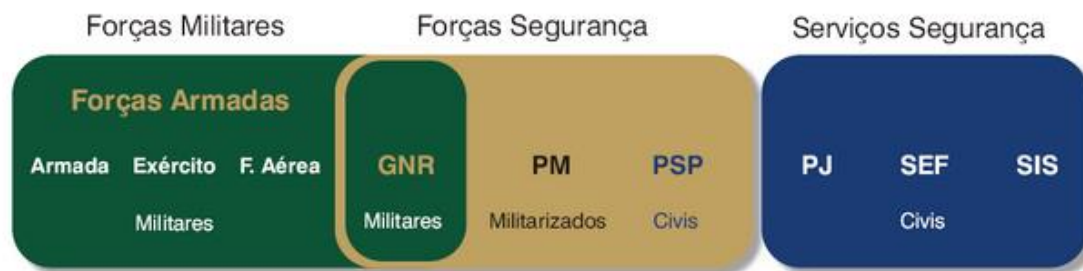 Forças Militares Forças Segurança Serviços Segurança
Forças Armadas
Armada Exército F. Aérea GNR PM PSP PJ SEF SIS
Militares Militares Militarizados Civis Civis